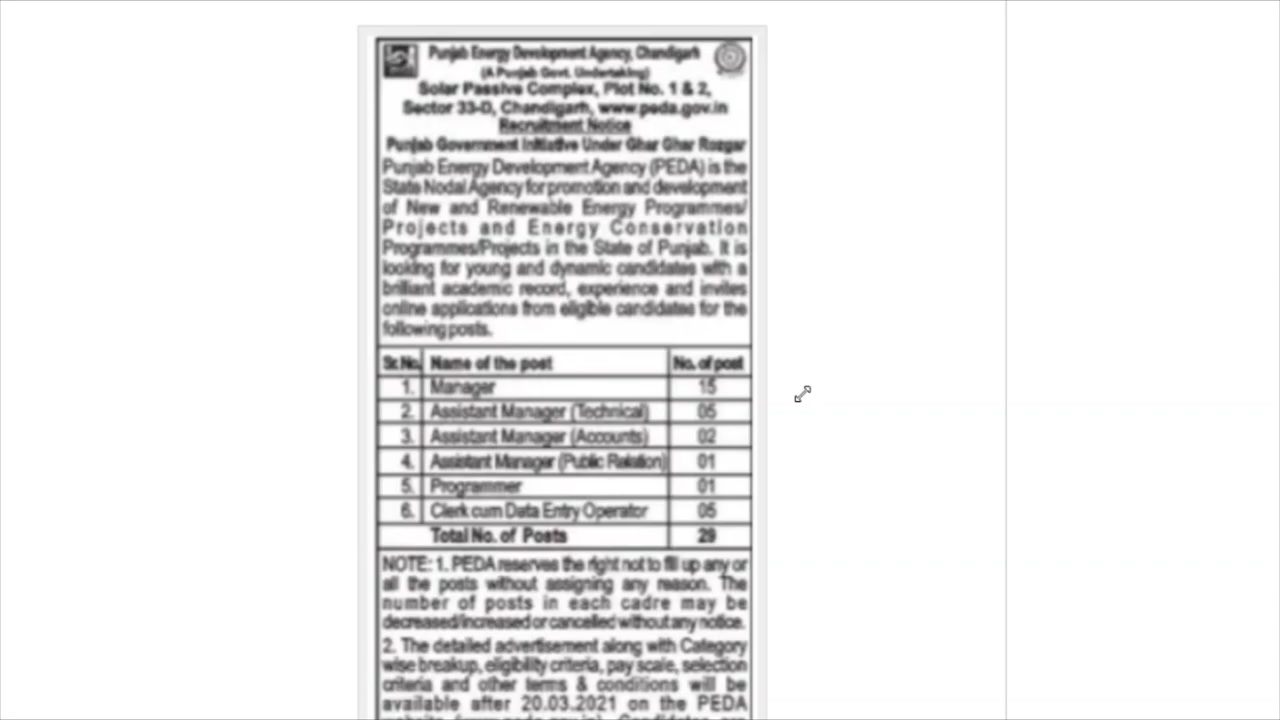 Punjab Energy Development Agency, Chandigarh
(A Punjab Govt. Undertaking)
Solar Passive Complex, Plot No. 1 & 2,
Sector 33-D, Chandigarh, www.peda.gov.in
Recruitment Notice
Punjab Government Initiative Under Ghar Ghar Rozgar
Punjab Energy Development Agency (PEDA) is the
State Nodal Agency for promotion and development
of New and Renewable Energy Programmes/
Projects and Energy Conservation
Programmes/Projects in the State of Punjab. It is
looking for young and dynamic candidates with a
brilliant academic record, experience and invites
online applications from eligible candidates for the
following posts.
Sr.No. Name of the post No. of post
1. Manager 15
2. Assistant Manager (Technical) 05
3. Assistant Manager (Accounts) 02
4. Assistant Manager (Public Relation) 01
5. Programmer 01
6. Clerk cum Data Entry Operator 05
Total No. of Posts 29
NOTE: 1. PEDA reserves the right not to fill up any or
all the posts without assigning any reason. The
number of posts in each cadre may be
decreased/increased or cancelled without any notice.
2. The detailed advertisement along with Category
wise breakup, eligibility criteria, pay scale, selection
criteria and other terms & conditions will be
available after 20.03.2021 on the PEDA